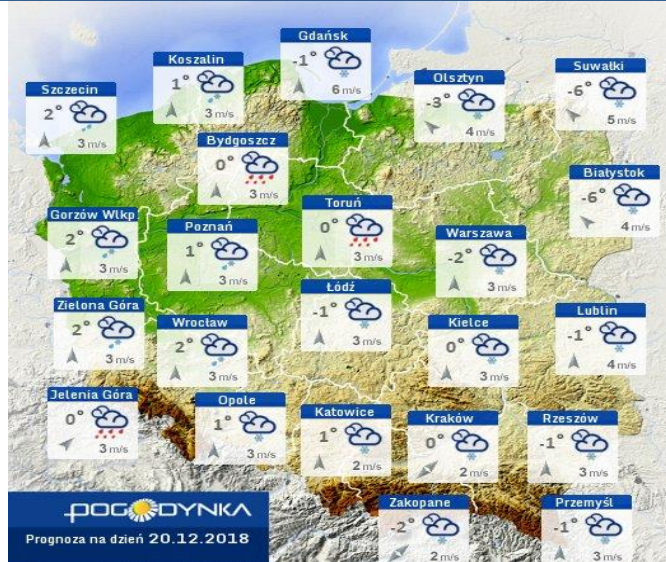 Gdańsk
-1°
6 m/s
Koszalin
1°
3 m/s
Suwałki
-6°
5 m/s
Olsztyn
-3°
4 m/s
Szczecin
2°
3 m/s
Bydgoszcz
0°
3 m/s
Białystok
-6°
4 m/s
Toruń
0°
3 m/s
Gorzów Wlkp
2°
3 m/s
Poznań
1°
3 m/s
Warszawa
-2°
3 m/s
Łódź
-1°
3 m/s
Zielona Góra
2°
3 m/s
Wrocław
2°
3 m/s
Kielce
0°
3 m/s
Lublin
-1°
4 m/s
Jelenia Góra
0°
3 m/s
Opole
1°
3 m/s
Katowice
1°
2 m/s
Kraków
0°
2 m/s
Rzeszów
-1°
3 m/s
Zakopane
-2°
2 m/s
Przemyśl
-1°
3 m/s
POGODYNKA
Prognoza na dzień 20.12.2018